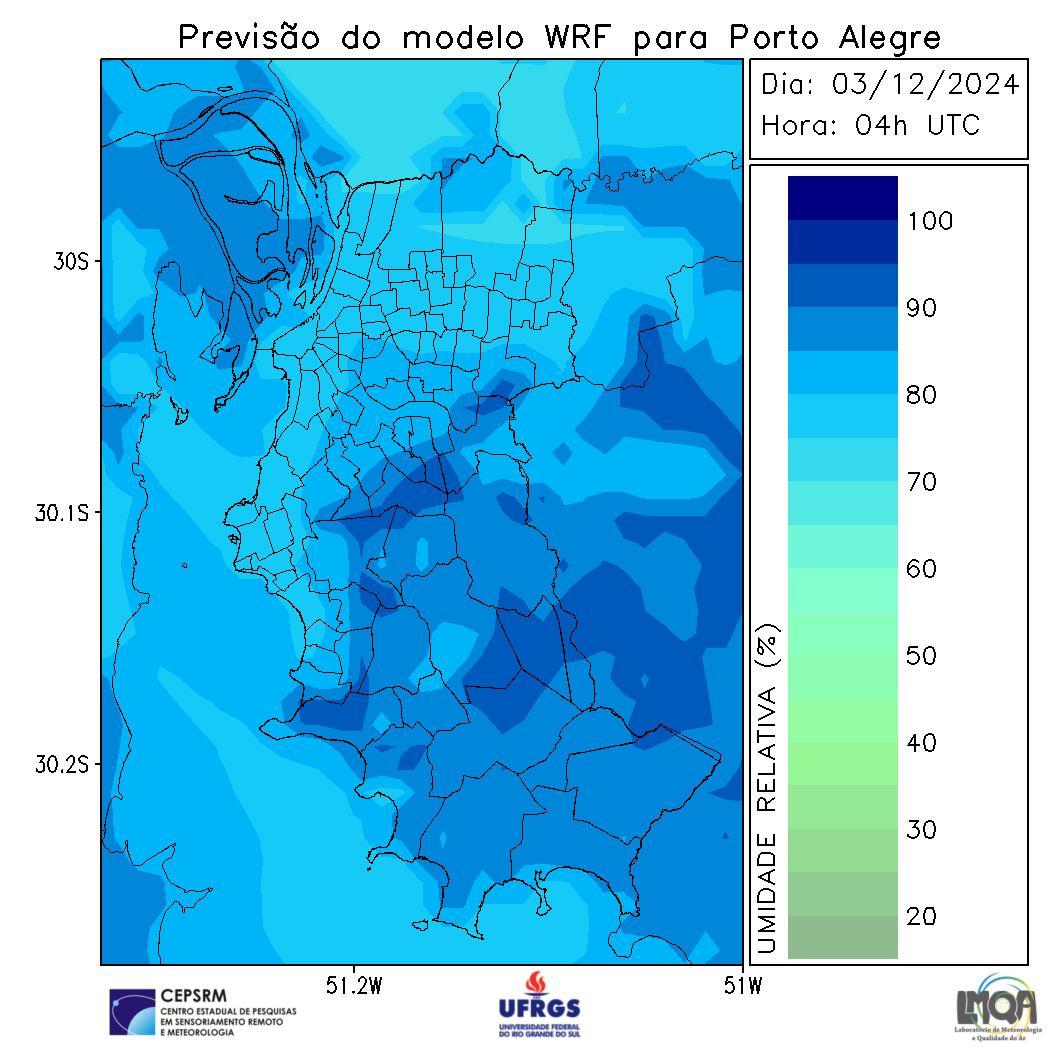 Previsão do modelo WRF para Porto Alegre
Dia: 03/12/2024
Hora: 04h UTC
30S
30.1S
30.2S
51.2W
51W
100
90
80
70
60
50
40
30
20
UMIDADE RELATIVA (%)
CEPSRM
CENTRO ESTADUAL DE PESQUISAS
EM SENSORIAMENTO REMOTO
E METEOROLOGIA
UFRGS
UNIVERSIDADE FEDERAL
DO RIO GRANDE DO SUL
LMQA
Laboratório de Meteorologia
e Qualidade do Ar